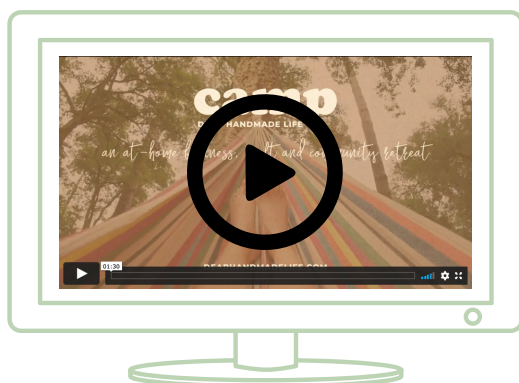 camp
HANDMADE LIFE
an at-home and community retreat
DEARHANDMADELIFE.COM
01:30